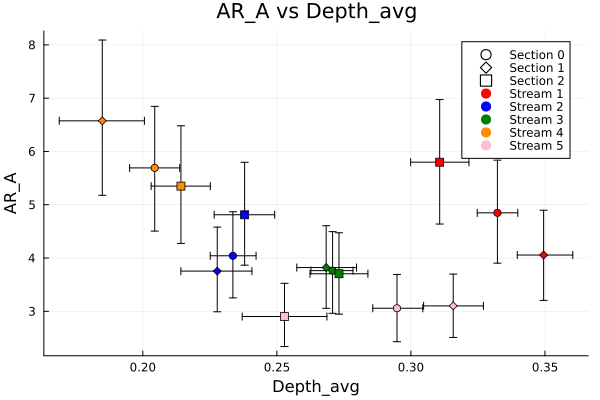 AR_A vs Depth_avg
8
7
6
5
4
3
AR_A
0.20
0.25
0.30
0.35
Depth_avg
Section 0
Section 1
Section 2
Stream 1
Stream 2
Stream 3
Stream 4
Stream 5